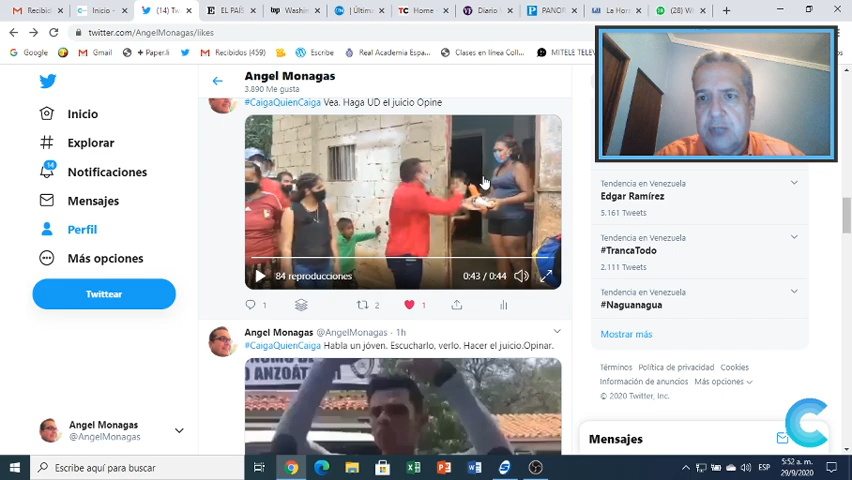 Recibid
Inicio -
(14) Tw
EL PAÍS
Washin
(Últim
Home
Diario V
PANOR
La Hor
(28) W
twitter.com/AngelMonagas/likes
Google
Gmail
+ Paper.li
Recibidos (459)
Escribe
Real Academia Espa...
Clases en línea Coll...
MITELE TELEV
Inicio
Explorar
14
Notificaciones
Mensajes
Perfil
Más opciones
Twittear
Angel Monagas
@AngelMonagas
Angel Monagas
3.890 Me gusta
#CaigaQuienCaiga Vea. Haga UD el juicio Opine
84 reproducciones
0:43 / 0:44
1
2
1
Angel Monagas @AngelMonagas · 1h
#CaigaQuienCaiga Habla un jóven. Escucharlo, verlo. Hacer el juicio.Opinar.
ANZOÁT
Tendencia en Venezuela
Edgar Ramírez
5.161 Tweets
Tendencia en Venezuela
#TrancaTodo
2.111 Tweets
Tendencia en Venezuela
#Naguanagua
Mostrar más
Términos Política de privacidad Cookies
Información de anuncios Más opciones
© 2020 Twitter, Inc.
Mensajes
Escribe aquí para buscar
ESP
5:52 a. m.
29/9/2020